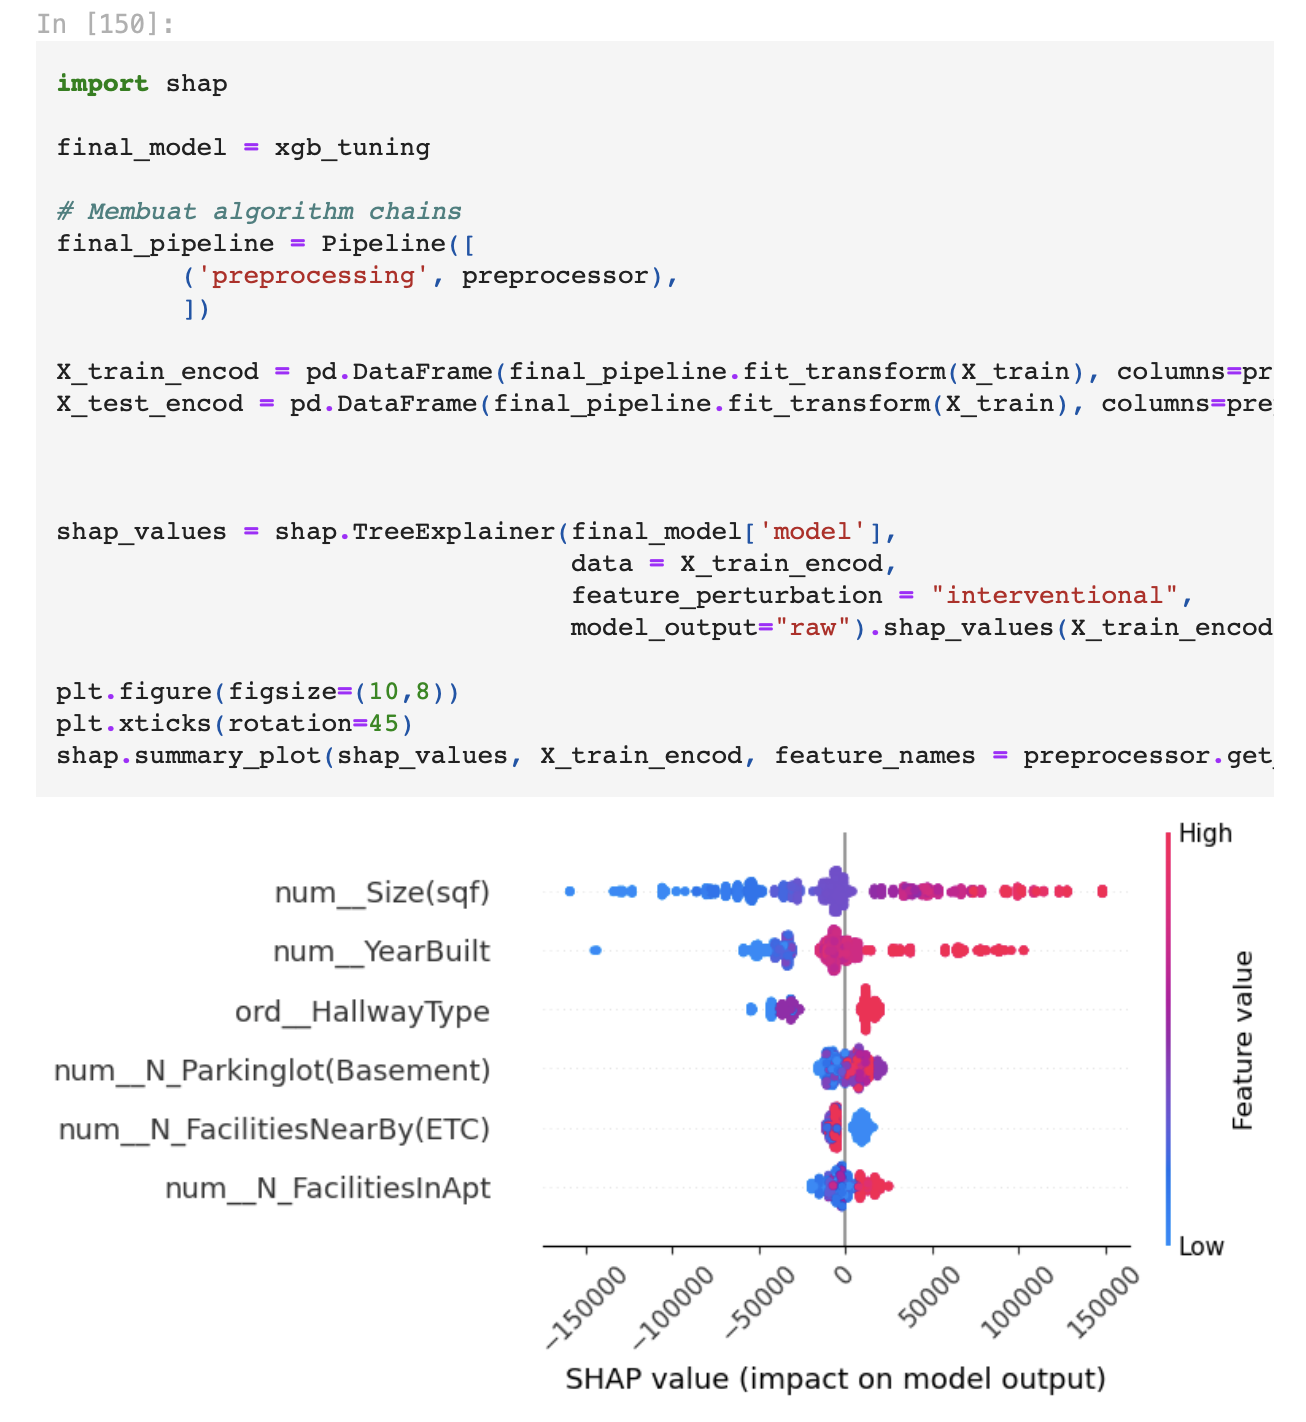 In [150]:
import shap
final_model = xgb_tuning
# Membuat algorithm chains
final_pipeline = Pipeline([
('preprocessing', preprocessor),
])
X_train_encod = pd.DataFrame(final_pipeline.fit_transform(X_train), columns=pr
X_test_encod = pd.DataFrame(final_pipeline.fit_transform(X_train), columns=pre
shap_values = shap.TreeExplainer(final_model['model'],
data = X_train_encod,
feature_perturbation = "interventional",
model_output="raw").shap_values(X_train_encod
plt.figure(figsize=(10,8))
plt.xticks(rotation=45)
shap.summary_plot(shap_values, X_train_encod, feature_names = preprocessor.get_
High
num__Size(sqf)
num__YearBuilt
ord__HallwayType
num__N_Parkinglot(Basement)
num__N_FacilitiesNearBy(ETC)
num__N_FacilitiesInApt
Feature value
Low
−150000
−100000
−50000
0
50000
100000
150000
SHAP value (impact on model output)